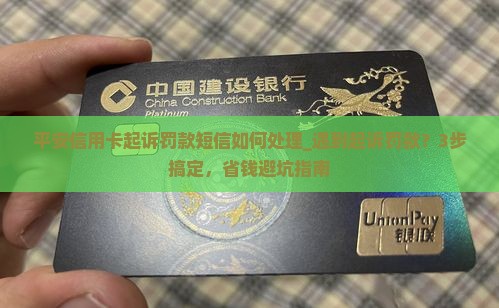 中国建设银行
China Construction Bank
Platinum
平安信用卡起诉罚款短信如何处理_遇到起诉罚款？3步
搞定，省钱避坑指南
UnionPay
银联